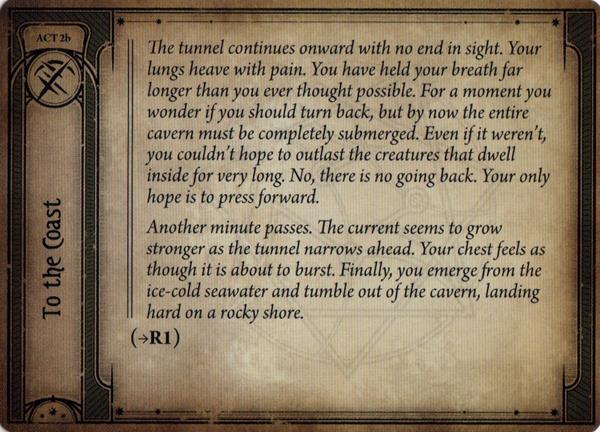 ACT 2b
To the Coast
The tunnel continues onward with no end in sight. Your
lungs heave with pain. You have held your breath far
longer than you ever thought possible. For a moment you
wonder if you should turn back, but by now the entire
cavern must be completely submerged. Even if it weren't,
you couldn't hope to outlast the creatures that dwell
inside for very long. No, there is no going back. Your only
hope is to press forward.
Another minute passes. The current seems to grow
stronger as the tunnel narrows ahead. Your chest feels as
though it is about to burst. Finally, you emerge from the
ice-cold seawater and tumble out of the cavern, landing
hard on a rocky shore.
(→R1)